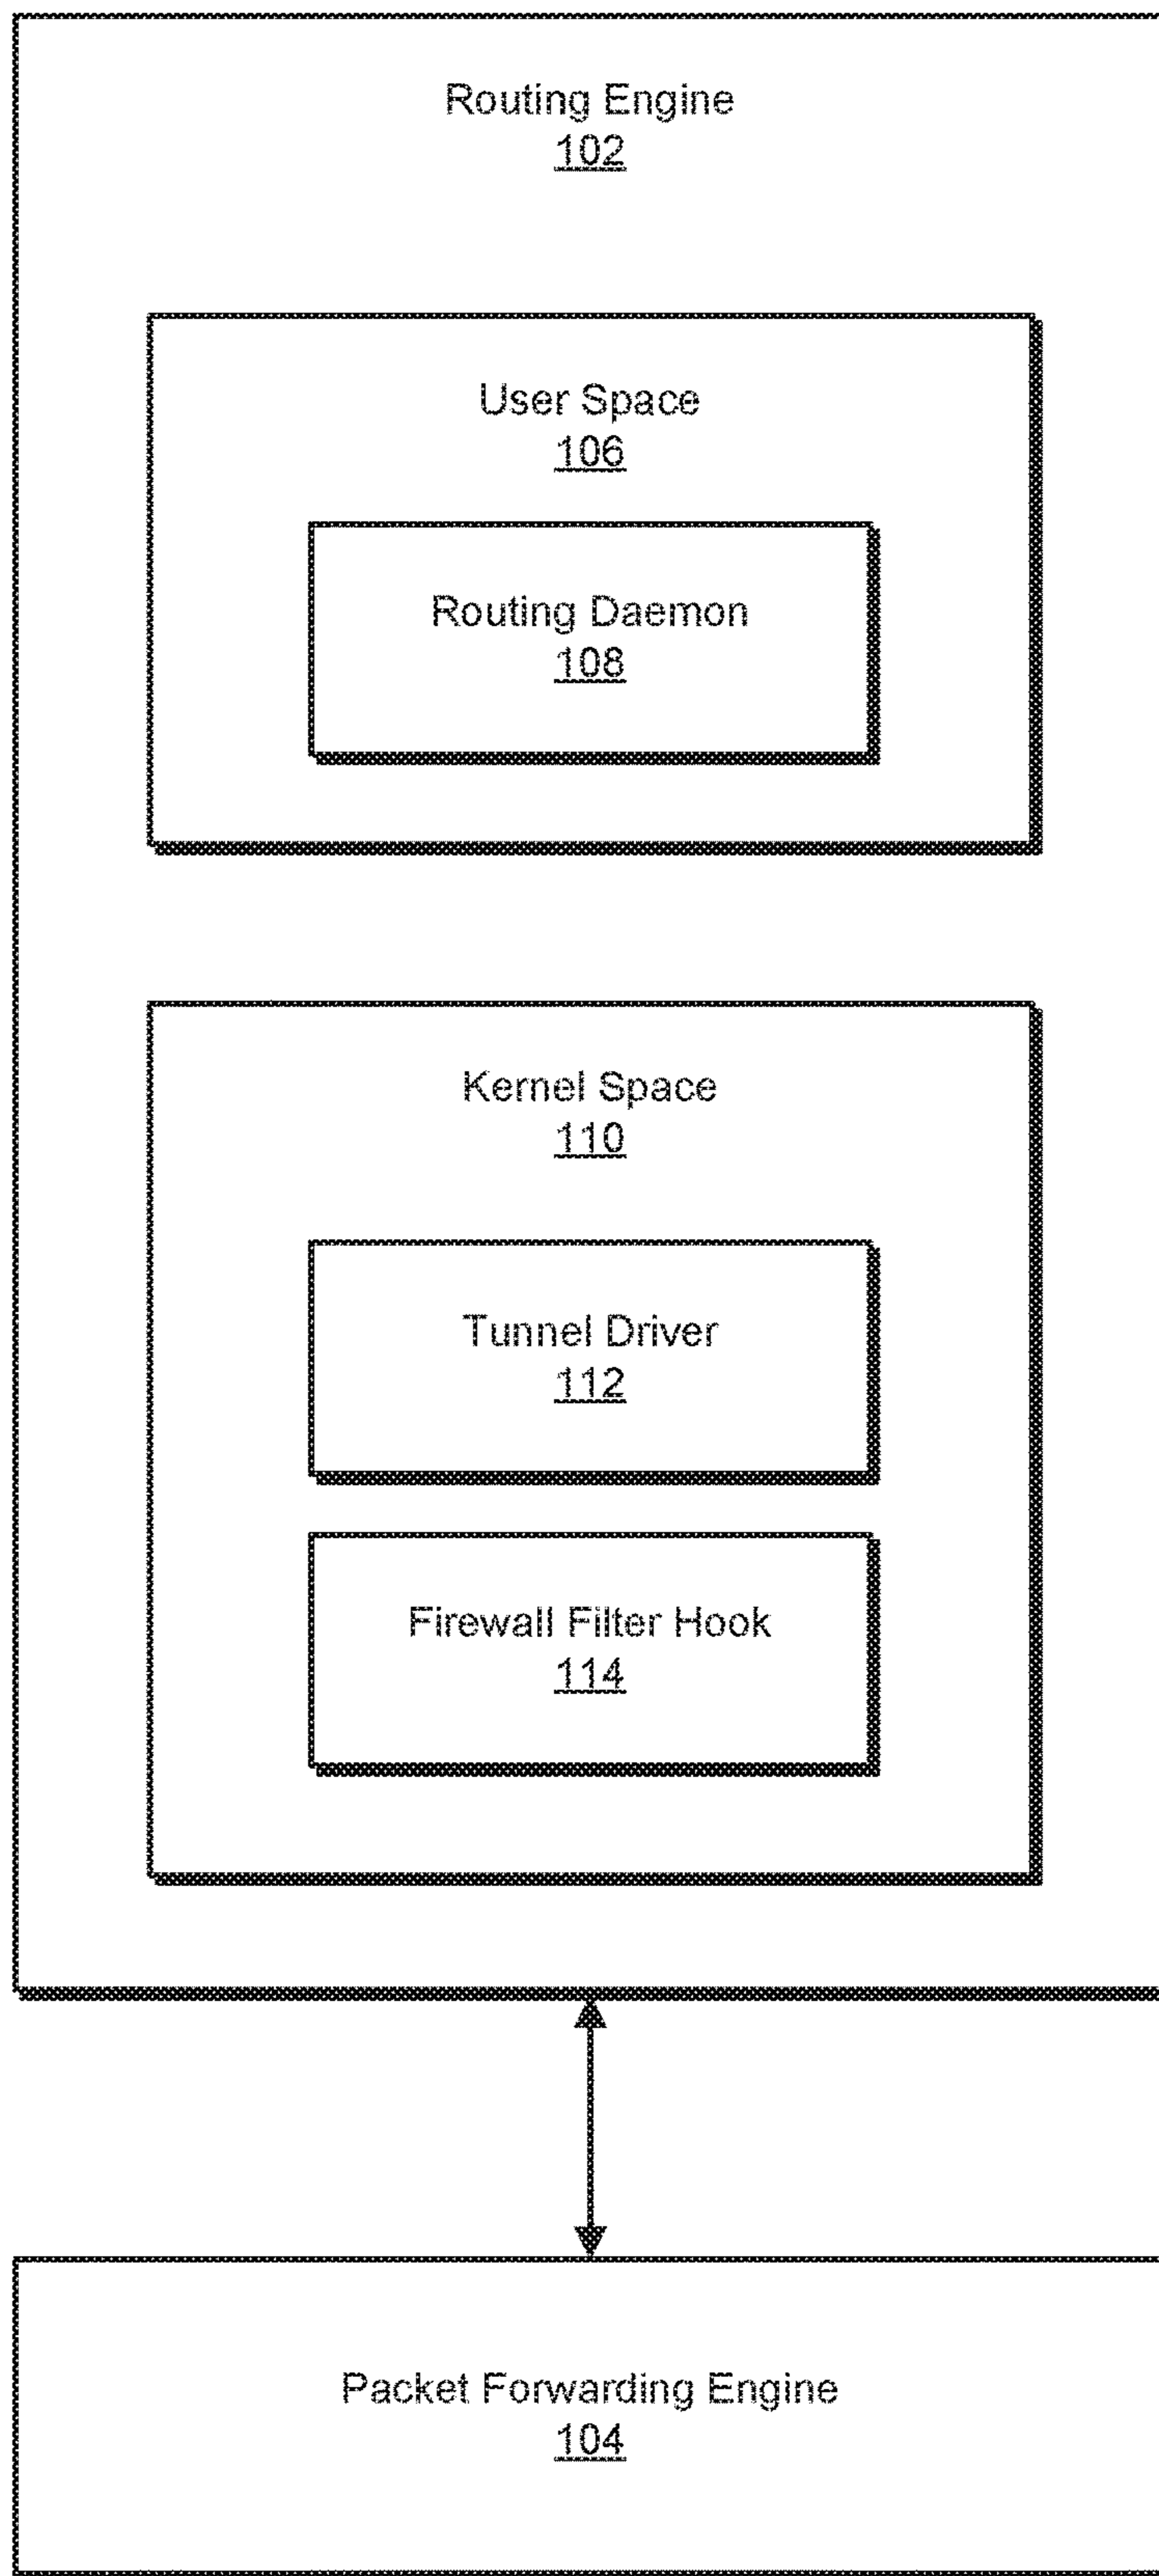 Routing Engine
102
User Space
106
Routing Daemon
108
Kernel Space
110
Tunnel Driver
112
Firewall Filter Hook
114
Packet Forwarding Engine
104